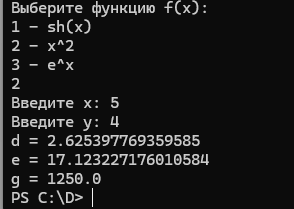 Выберите функцию f(x):
1 – sh(x)
2 – x^2
3 – e^x
2
Введите x: 5
Введите y: 4
d = 2.625397769359585
e = 17.123227176010584
g = 1250.0
PS C:\D>